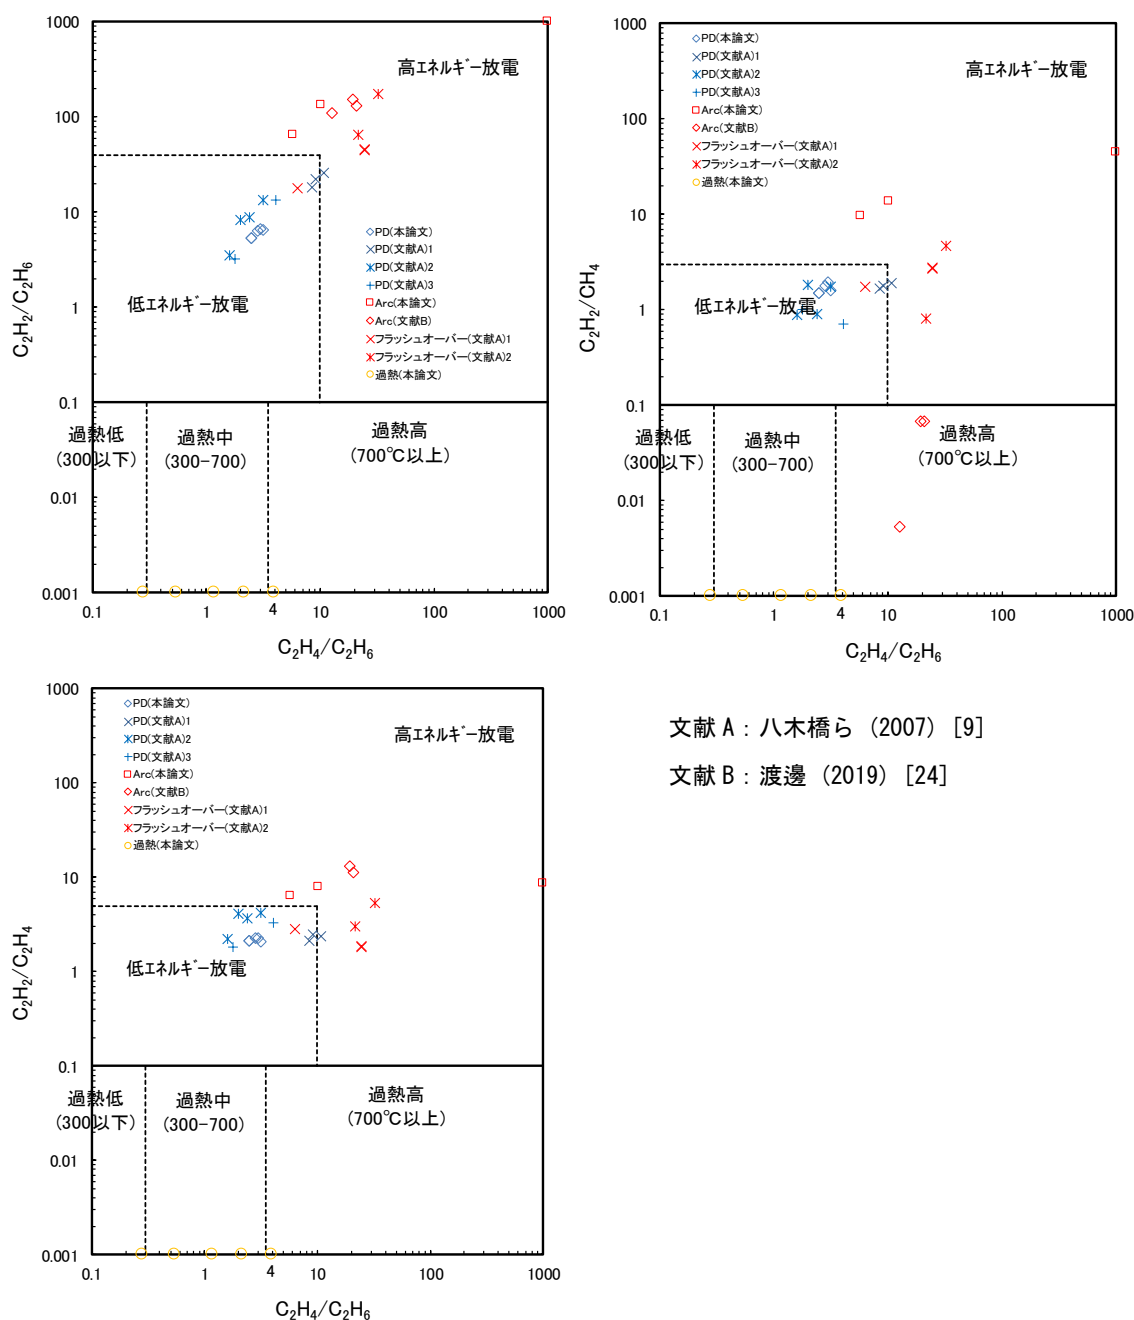 1000
100
10
1
0.1
0.01
0.001
C₂H₂/C₂H₆
高エネルギー放電
低エネルギー放電
◇PD(本論文)
×PD(文献A)1
PD(文献A)2
+PD(文献A)3
□Arc(本論文)
◇Arc(文献B)
×フラッシュオーバー(文献A)1
フラッシュオーバー(文献A)2
○過熱(本論文)
過熱低
(300以下)
過熱中
(300-700)
過熱高
(700℃以上)
0.1
1
4
10
100
1000
C₂H₄/C₂H₆
1000
100
10
1
0.1
0.01
0.001
C₂H₂/CH₄
◇PD(本論文)
×PD(文献A)1
PD(文献A)2
+PD(文献A)3
□Arc(本論文)
◇Arc(文献B)
×フラッシュオーバー(文献A)1
フラッシュオーバー(文献A)2
○過熱(本論文)
高エネルギー放電
低エネルギー放電
過熱低
(300以下)
過熱中
(300-700)
過熱高
(700℃以上)
0.1
1
4
10
100
1000
C₂H₄/C₂H₆
1000
100
10
1
0.1
0.01
0.001
C₂H₂/C₂H₄
◇PD(本論文)
×PD(文献A)1
PD(文献A)2
+PD(文献A)3
□Arc(本論文)
◇Arc(文献B)
×フラッシュオーバー(文献A)1
フラッシュオーバー(文献A)2
○過熱(本論文)
高エネルギー放電
低エネルギー放電
過熱低
(300以下)
過熱中
(300-700)
過熱高
(700℃以上)
0.1
1
4
10
100
1000
C₂H₄/C₂H₆
文献 A：八木橋ら (2007) [9]
文献 B：渡邊 (2019) [24]